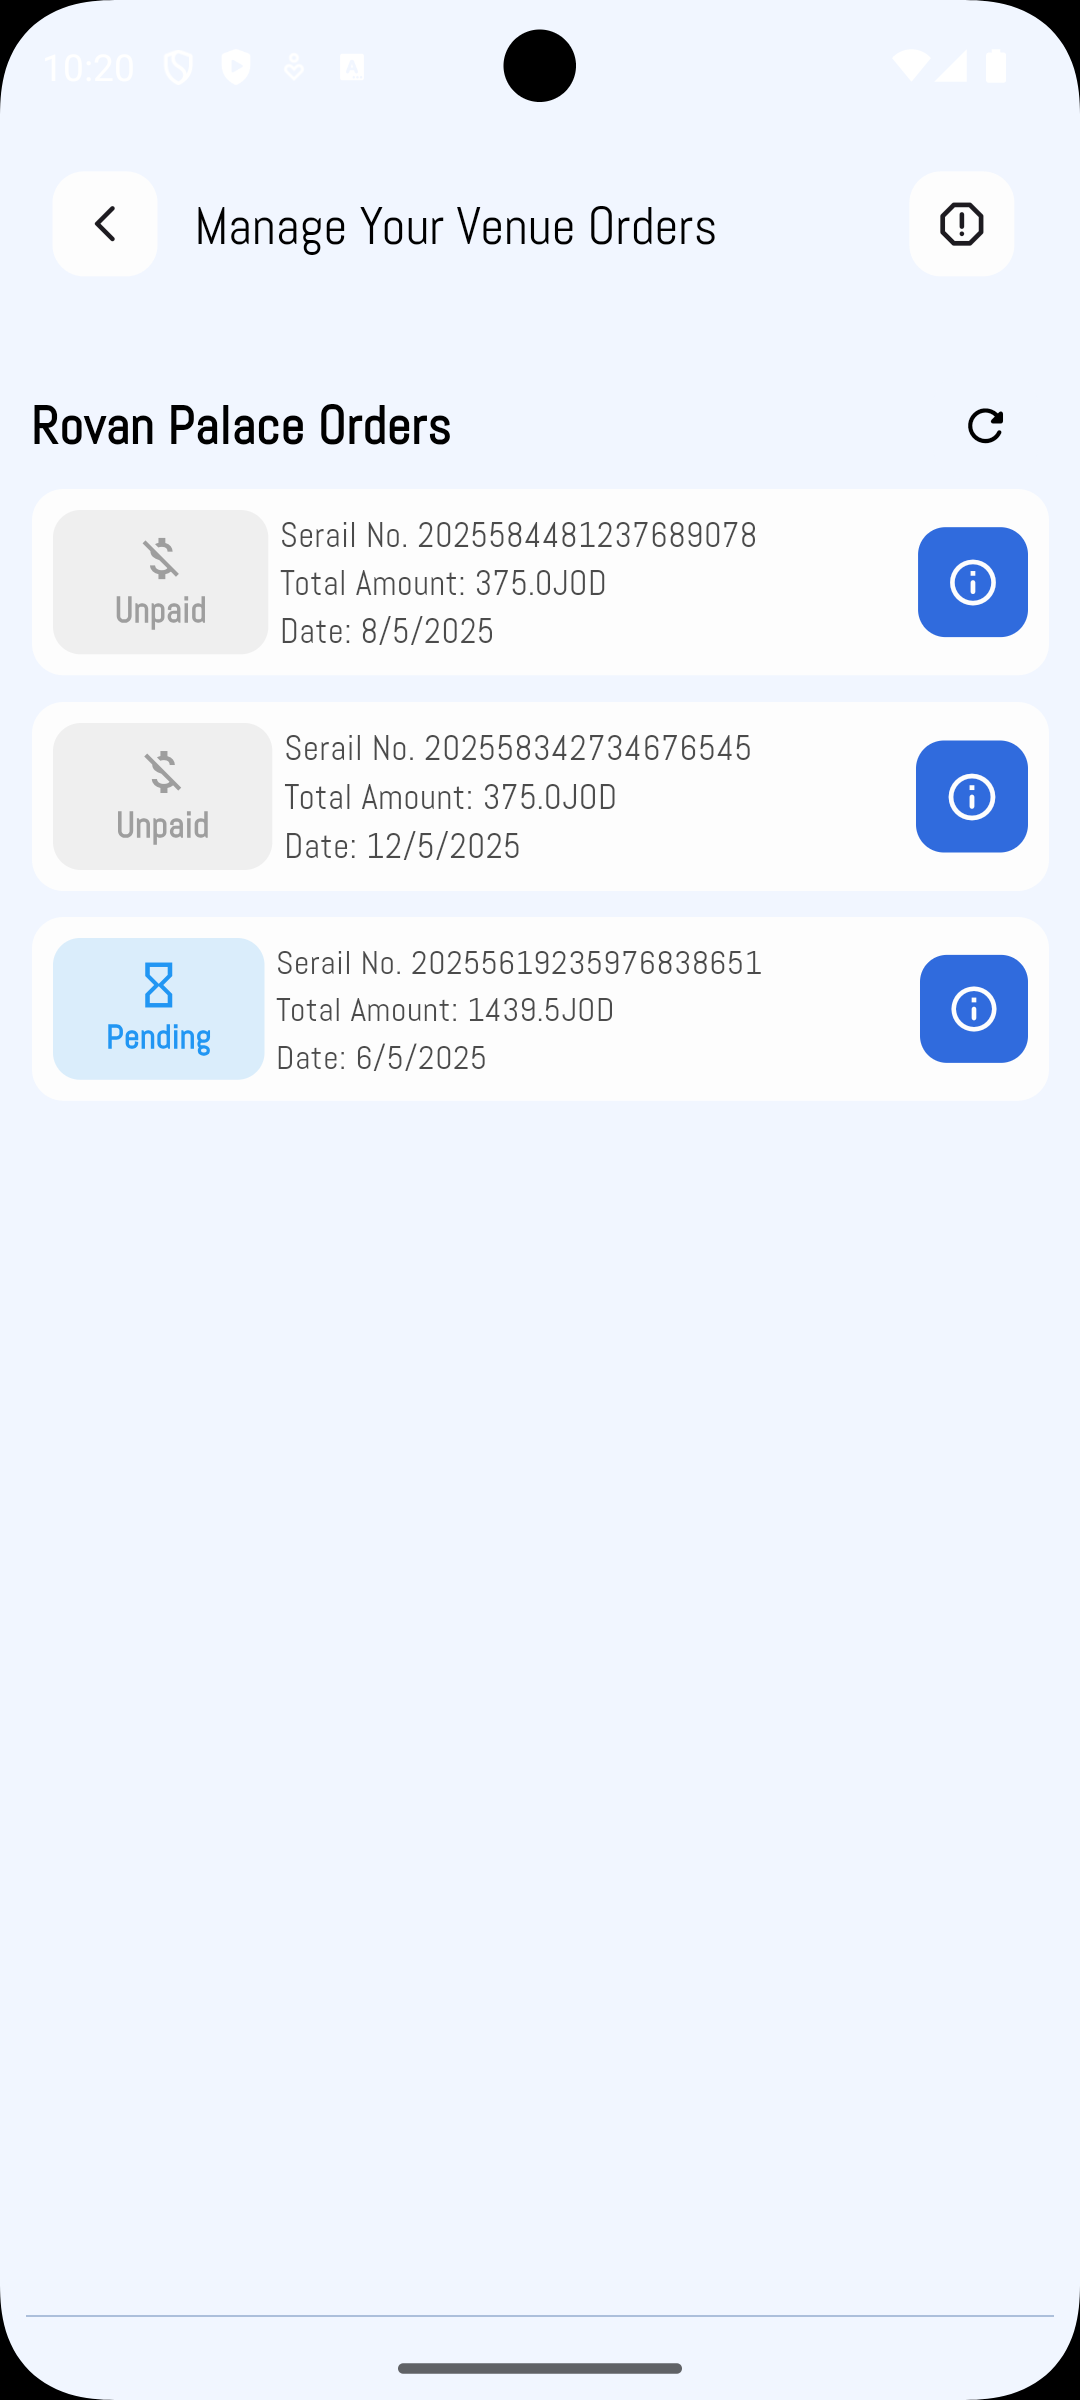 10:20
Manage Your Venue Orders
Rovan Palace Orders
Unpaid
Serail No. 2025584481237689078
Total Amount: 375.0JOD
Date: 8/5/2025
Unpaid
Serail No. 202558342734676545
Total Amount: 375.0JOD
Date: 12/5/2025
Pending
Serail No. 20255619235976838651
Total Amount: 1439.5JOD
Date: 6/5/2025